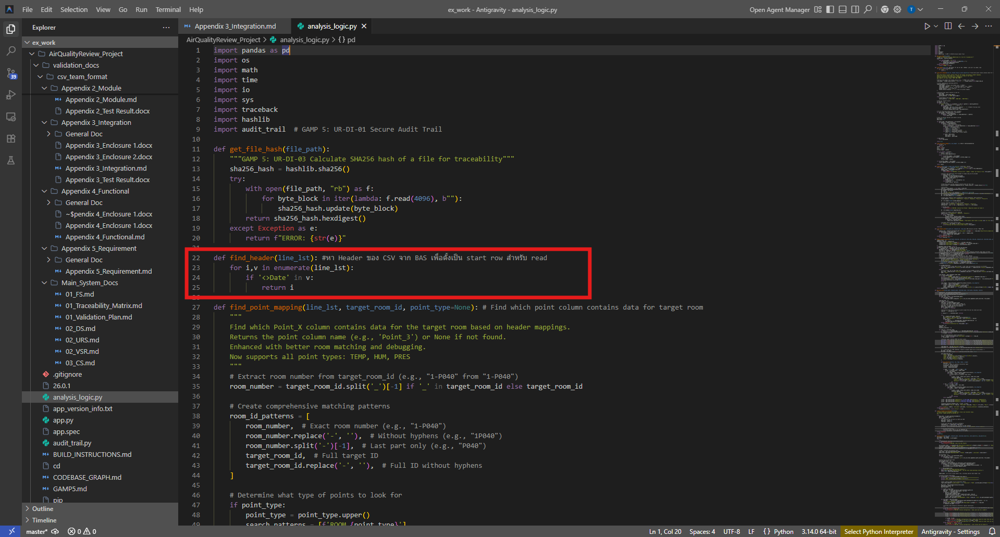 File Edit Selection View Go Run Terminal Help
ex_work - Antigravity - analysis_logic.py
Open Agent Manager
T
Explorer
ex_work
AirQualityReview_Project
validation_docs
csv_team_format
Appendix 2_Module
Appendix 2_Module.md
Appendix 2_Test Result.docx
Appendix 3_Integration
General Doc
Appendix 3_Enclosure 1.docx
Appendix 3_Enclosure 2.docx
Appendix 3_Integration.md
Appendix 3_Test Result.docx
Appendix 4_Functional
General Doc
~$pendix 4_Enclosure 1.docx
Appendix 4_Enclosure 1.docx
Appendix 4_Functional.md
Appendix 5_Requirement
General Doc
Appendix 5_Requirement.md
Main_System_Docs
01_FS.md
01_Traceability_Matrix.md
01_Validation_Plan.md
02_DS.md
02_URS.md
02_VSR.md
03_CS.md
.gitignore
26.0.1
analysis_logic.py
app_version_info.txt
app.py
app.spec
audit_trail.py
BUILD_INSTRUCTIONS.md
cd
CODEBASE_GRAPH.md
GAMP5.md
pip
Outline
Timeline
39
Appendix 3_Integration.md
analysis_logic.py
AirQualityReview_Project > analysis_logic.py > {} pd
1 import pandas as pd
2 import os
3 import math
4 import time
5 import io
6 import sys
7 import traceback
8 import hashlib
9 import audit_trail # GAMP 5: UR-DI-01 Secure Audit Trail
10
11 def get_file_hash(file_path):
12 """GAMP 5: UR-DI-03 Calculate SHA256 hash of a file for traceability"""
13 sha256_hash = hashlib.sha256()
14 try:
15 with open(file_path, "rb") as f:
16 for byte_block in iter(lambda: f.read(4096), b""):
17 sha256_hash.update(byte_block)
18 return sha256_hash.hexdigest()
19 except Exception as e:
20 return f"ERROR: {str(e)}"
22 def find_header(line_lst): #หา Header ของ CSV จาก BAS เพื่อตั้งเป็น start row สำหรับ read
23 for i,v in enumerate(line_lst):
24 if '<>Date' in v:
25 return i
27 def find_point_mapping(line_lst, target_room_id, point_type=None): # Find which point column contains data for target room
28 """
29 Find which Point_X column contains data for the target room based on header mappings.
30 Returns the point column name (e.g., 'Point_3') or None if not found.
31 Enhanced with better room matching and debugging.
32 Now supports all point types: TEMP, HUM, PRES
33 """
34 # Extract room number from target_room_id (e.g., "1-P040" from "1-P040")
35 room_number = target_room_id.split('_')[-1] if '_' in target_room_id else target_room_id
36
37 # Create comprehensive matching patterns
38 room_id_patterns = [
39 room_number, # Exact room number (e.g., "1-P040")
40 room_number.replace('-', ''), # Without hyphens (e.g., "1P040")
41 room_number.split('-')[-1], # Last part only (e.g., "P040")
42 target_room_id, # Full target ID
43 target_room_id.replace('-', ''), # Full ID without hyphens
44 ]
45
46 # Determine what type of points to look for
47 if point_type:
48 point_type = point_type.upper()
49 search_patterns = [f'ROOM {point_type}']
master* 0 0
Ln 1, Col 20 Spaces: 4 UTF-8 LF {} Python 3.14.0 64-bit Select Python Interpreter Antigravity - Settings